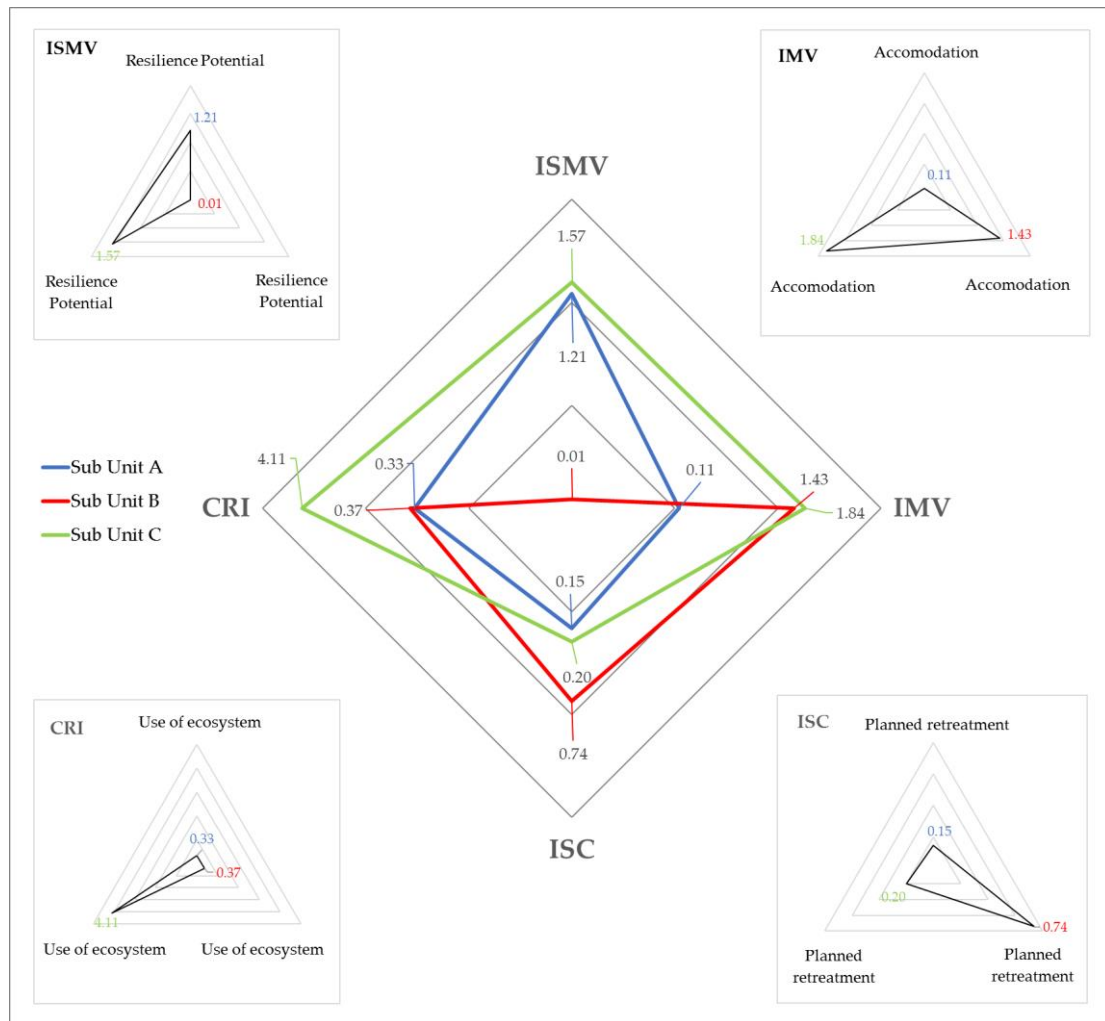 ISMV
Resilience Potential
1.21
0.01
1.57
Resilience
Potential
Resilience
Potential
IMV
Accomodation
0.11
1.84
1.43
Accomodation
Accomodation
ISMV
1.57
1.21
0.01
0.11
1.43
1.84
IMV
4.11
0.33
0.37
CRI
Sub Unit A
Sub Unit B
Sub Unit C
0.15
0.20
0.74
ISC
CRI
Use of ecosystem
0.33
0.37
4.11
Use of ecosystem
Use of ecosystem
ISC
Planned retreatment
0.15
0.20
0.74
Planned
retreatment
Planned
retreatment